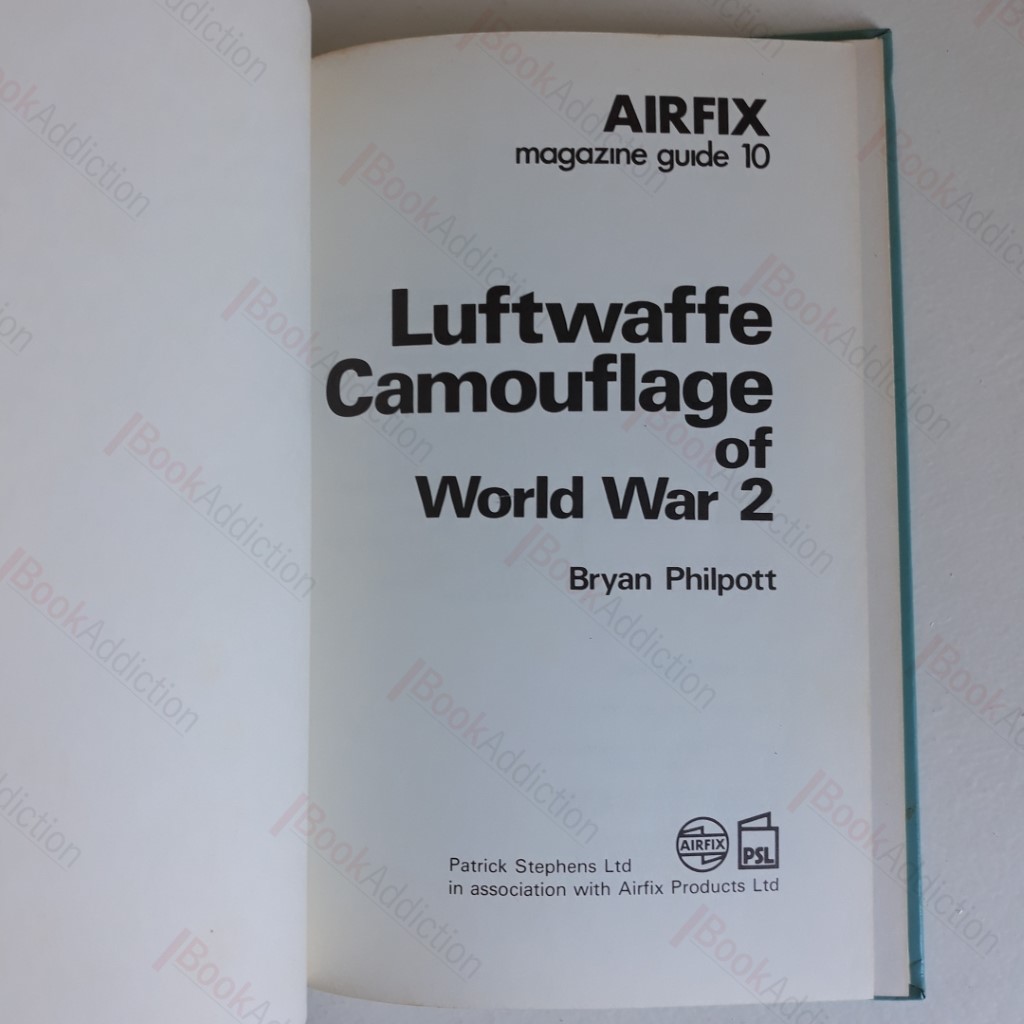 AIRFIX
magazine guide 10
Luftwaffe
Camouflage
of
World War 2
Bryan Philpott
AIRFIX
PSL
Patrick Stephens Ltd
in association with Airfix Products Ltd
BookAddiction